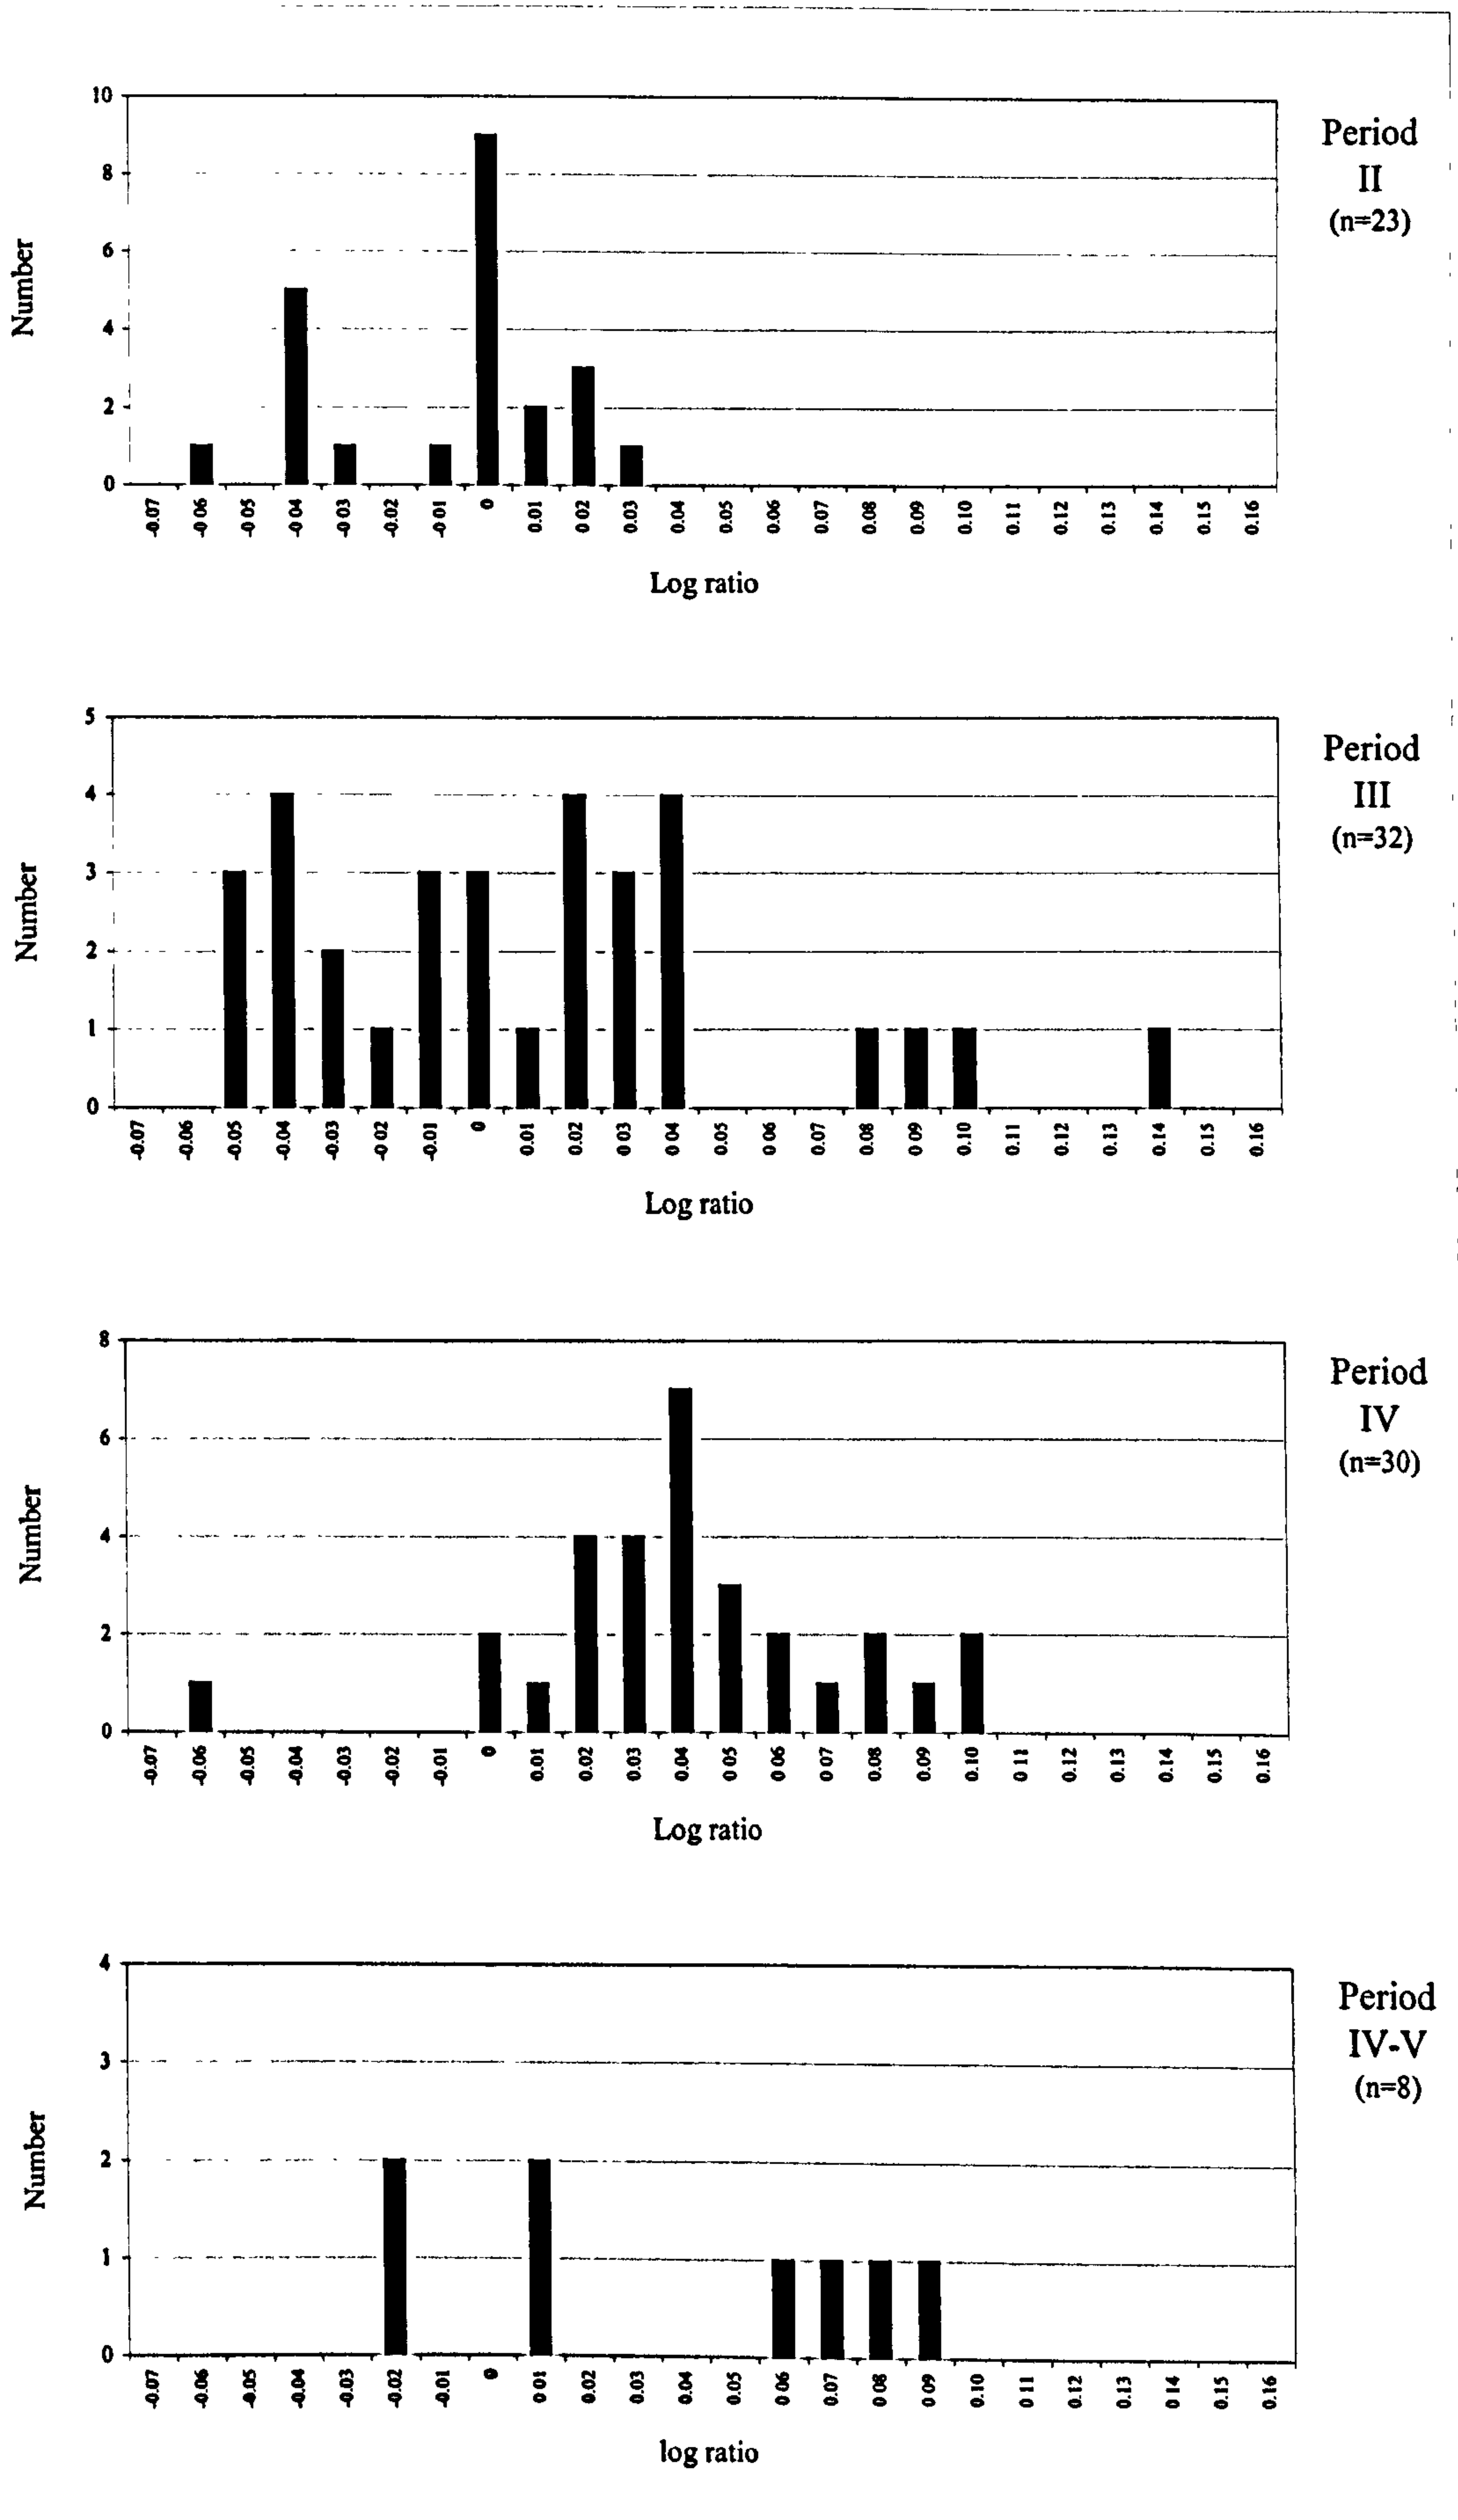 10
8
6
4
2
0
Number
-0.07 -0.06 -0.05 -0 04 -0.03 -0.02 -0 01 0 0.01 0 02 0.03 0.04 0.05 0.06 0.07 0.08 0.09 0.10 0.11 0.12 0.13 0.14 0.15 0.16
Log ratio
Period
II
(n=23)
5
4
3
2
1
0
Number
-0.07 -0.06 -0.05 -0.04 -0.03 -0 02 -0.01 0 0.01 0.02 0 03 0 04 0.05 0 06 0.07 0.08 0 09 0.10 0.11 0.12 0.13 0.14 0.15 0.16
Log ratio
Period
III
(n=32)
8
6
4
2
0
Number
-0.07 -0.06 -0.05 -0.04 -0.03 -0.02 -0.01 0 0.01 0.02 0.03 0.04 0 05 0 06 0 07 0.08 0.09 0.10 0 11 0.12 0.13 0.14 0.15 0.16
Log ratio
Period
IV
(n=30)
4
3
2
1
0
Number
-0.07 -0.06 -0.05 -0.04 -0.03 -0.02 -0.01 0 0 01 0.02 0.03 0.04 0.05 0 06 0.07 0 08 0 09 0.10 0 11 0.12 0.13 0 14 0.15 0.16
log ratio
Period
IV-V
(n=8)